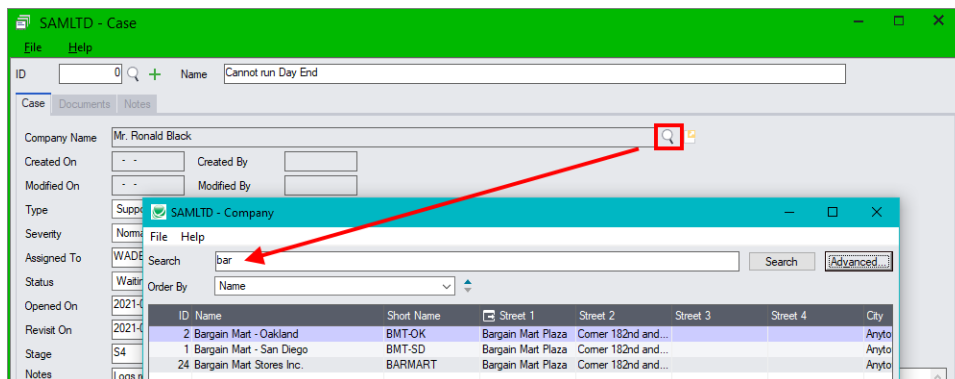 SAMLTD - Case
File Help
ID 0 Name Cannot run Day End
Case Documents Notes
Company Name Mr. Ronald Black
Created On - - Created By
Modified On - - Modified By
Type
SAMLTD - Company
Severity
File Help
Assigned To
Search bar Search Advanced...
Status
Order By Name
Opened On
ID Name Short Name Street 1 Street 2 Street 3 Street 4 City
Revisit On
2 Bargain Mart - Oakland BMT-OK Bargain Mart Plaza Corner 182nd and...
1 Bargain Mart - San Diego BMT-SD Bargain Mart Plaza Corner 182nd and...
Stage S4
24 Bargain Mart Stores Inc. BARMART Bargain Mart Plaza Corner 182nd and...
Notes